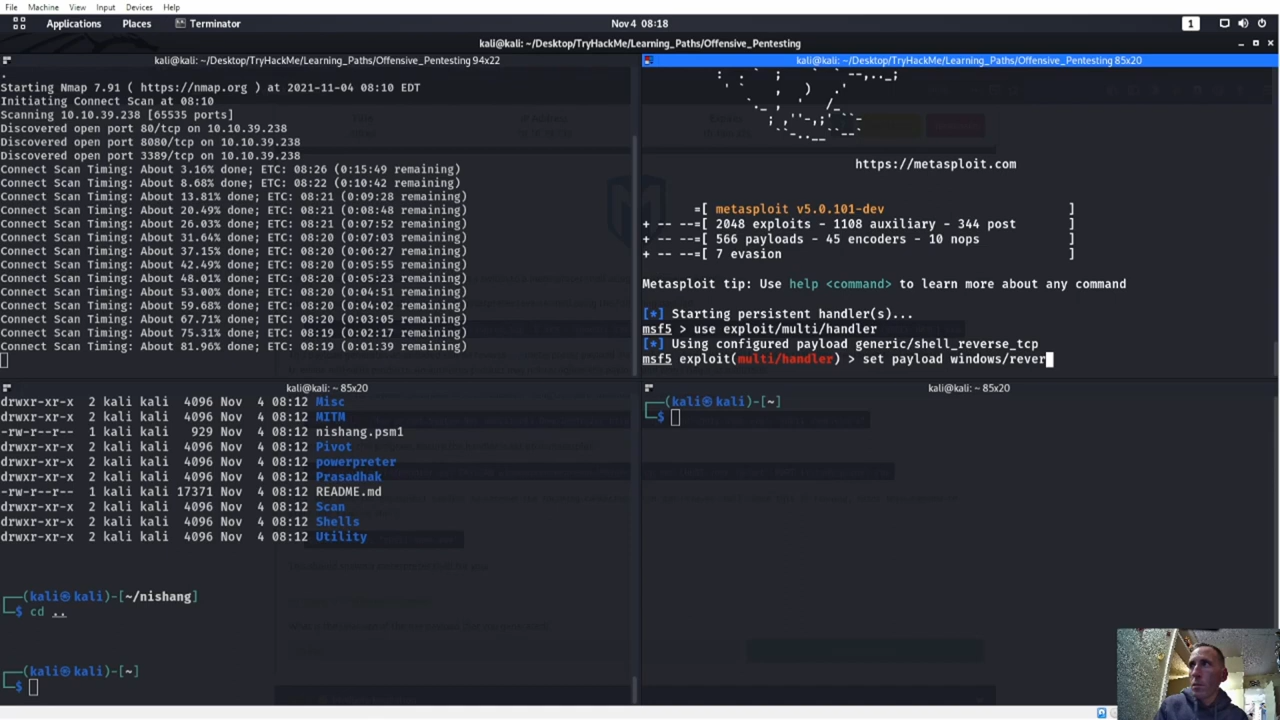 File Machine View Input Devices Help
Applications Places Terminator Nov 4 08:18 1
kali@kali: ~/Desktop/TryHackMe/Learning_Paths/Offensive_Pentesting
kali@kali: ~/Desktop/TryHackMe/Learning_Paths/Offensive_Pentesting 94x22
.
Starting Nmap 7.91 ( https://nmap.org ) at 2021-11-04 08:10 EDT
Initiating Connect Scan at 08:10
Scanning 10.10.39.238 [65535 ports]
Discovered open port 80/tcp on 10.10.39.238
Discovered open port 8080/tcp on 10.10.39.238
Discovered open port 3389/tcp on 10.10.39.238
Connect Scan Timing: About 3.16% done; ETC: 08:26 (0:15:49 remaining)
Connect Scan Timing: About 8.68% done; ETC: 08:22 (0:10:42 remaining)
Connect Scan Timing: About 13.81% done; ETC: 08:21 (0:09:28 remaining)
Connect Scan Timing: About 20.49% done; ETC: 08:21 (0:08:48 remaining)
Connect Scan Timing: About 26.03% done; ETC: 08:21 (0:07:52 remaining)
Connect Scan Timing: About 31.64% done; ETC: 08:20 (0:07:03 remaining)
Connect Scan Timing: About 37.15% done; ETC: 08:20 (0:06:27 remaining)
Connect Scan Timing: About 42.49% done; ETC: 08:20 (0:05:55 remaining)
Connect Scan Timing: About 48.01% done; ETC: 08:20 (0:05:23 remaining)
Connect Scan Timing: About 53.00% done; ETC: 08:20 (0:04:51 remaining)
Connect Scan Timing: About 59.68% done; ETC: 08:20 (0:04:02 remaining)
Connect Scan Timing: About 67.71% done; ETC: 08:20 (0:03:05 remaining)
Connect Scan Timing: About 75.31% done; ETC: 08:19 (0:02:17 remaining)
Connect Scan Timing: About 81.96% done; ETC: 08:19 (0:01:39 remaining)
kali@kali: ~/Desktop/TryHackMe/Learning_Paths/Offensive_Pentesting 85x20
https://metasploit.com
=[ metasploit v5.0.101-dev ]
+ -- --=[ 2048 exploits - 1108 auxiliary - 344 post ]
+ -- --=[ 566 payloads - 45 encoders - 10 nops ]
+ -- --=[ 7 evasion ]
Metasploit tip: Use help <command> to learn more about any command
[*] Starting persistent handler(s)...
msf5 > use exploit/multi/handler
[*] Using configured payload generic/shell_reverse_tcp
msf5 exploit(multi/handler) > set payload windows/rever
kali@kali: ~ 85x20
drwxr-xr-x 2 kali kali 4096 Nov 4 08:12 Misc
drwxr-xr-x 2 kali kali 4096 Nov 4 08:12 MITM
-rw-r--r-- 1 kali kali 929 Nov 4 08:12 nishang.psm1
drwxr-xr-x 2 kali kali 4096 Nov 4 08:12 Pivot
drwxr-xr-x 2 kali kali 4096 Nov 4 08:12 powerpreter
drwxr-xr-x 2 kali kali 4096 Nov 4 08:12 Prasadhak
-rw-r--r-- 1 kali kali 17371 Nov 4 08:12 README.md
drwxr-xr-x 2 kali kali 4096 Nov 4 08:12 Scan
drwxr-xr-x 2 kali kali 4096 Nov 4 08:12 Shells
drwxr-xr-x 2 kali kali 4096 Nov 4 08:12 Utility
┌──(kali㉿kali)-[~/nishang]
└─$ cd ..
┌──(kali㉿kali)-[~]
└─$
kali@kali: ~ 85x20
┌──(kali㉿kali)-[~]
└─$